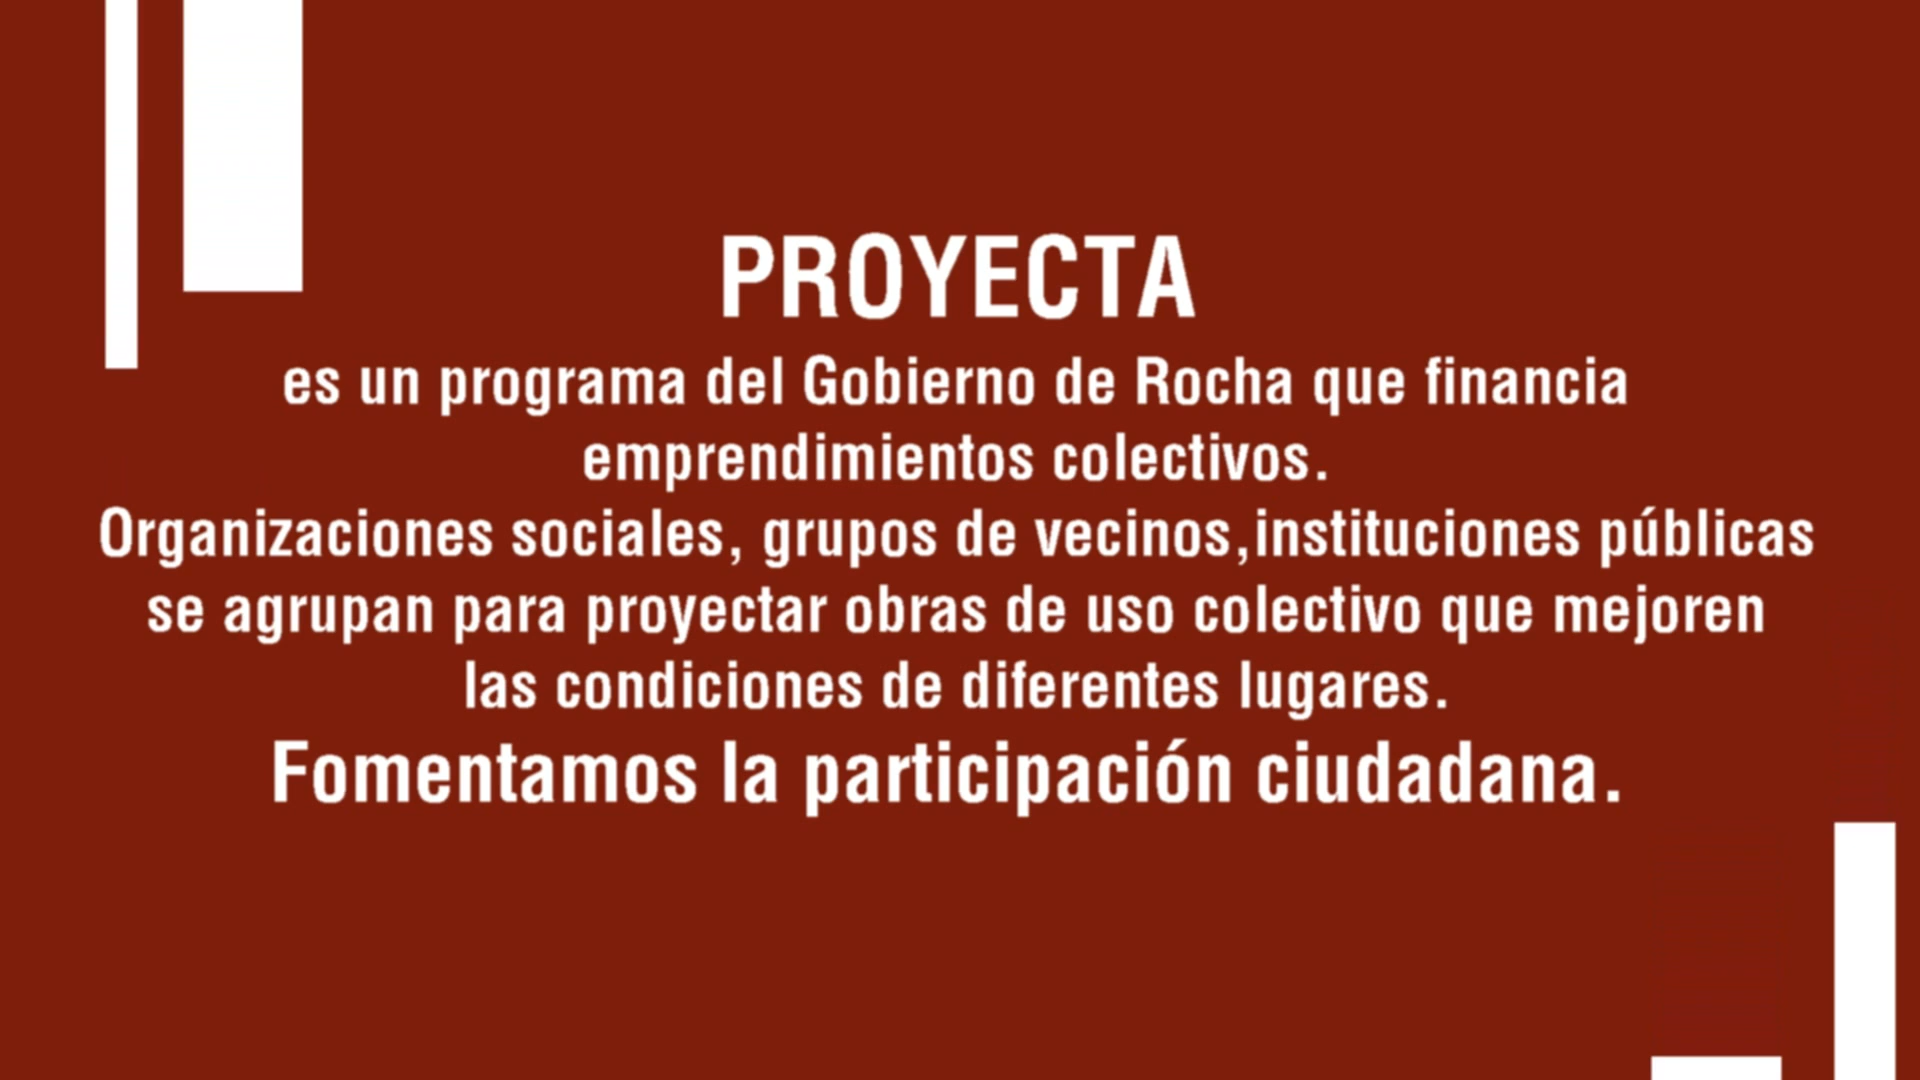 PROYECTA
es un programa del Gobierno de Rocha que financia
emprendimientos colectivos.
Organizaciones sociales, grupos de vecinos,instituciones públicas
se agrupan para proyectar obras de uso colectivo que mejoren
las condiciones de diferentes lugares.
Fomentamos la participación ciudadana.